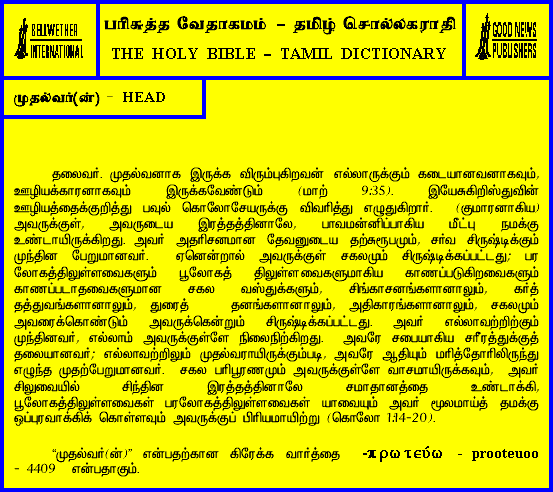 BELLWETHER
INTERNATIONAL
பரிசுத்த வேதாகமம் – தமிழ் சொல்லகராதி
THE HOLY BIBLE – TAMIL DICTIONARY
GOOD NEWS
PUBLISHERS
முதல்வர்(ன்) – HEAD
தலைவர். முதல்வனாக இருக்க விரும்புகிறவன் எல்லாருக்கும் கடையானவனாகவும்,
ஊழியக்காரனாகவும் இருக்கவேண்டும் (மாற் 9:35). இயேசுகிறிஸ்துவின்
ஊழியத்தைக்குறித்து பவுல் கொலோசேயருக்கு விவரித்து எழுதுகிறார். (குமாரனாகிய)
அவருக்குள், அவருடைய இரத்தத்தினாலே, பாவமன்னிப்பாகிய மீட்பு நமக்கு
உண்டாயிருக்கிறது. அவர் அதரிசனமான தேவனுடைய தற்சுரூபமும், சர்வ சிருஷ்டிக்கும்
முந்தின பேறுமானவர். ஏனென்றால் அவருக்குள் சகலமும் சிருஷ்டிக்கப்பட்டது; பர
லோகத்திலுள்ளவைகளும் பூலோகத் திலுள்ளவைகளுமாகிய காணப்படுகிறவைகளும்
காணப்படாதவைகளுமான சகல வஸ்துக்களும், சிங்காசனங்களானாலும், கர்த்
தத்துவங்களானாலும், துரைத் தனங்களானாலும், அதிகாரங்களானாலும், சகலமும்
அவரைக்கொண்டும் அவருக்கென்றும் சிருஷ்டிக்கப்பட்டது. அவர் எல்லாவற்றிற்கும்
முந்தினவர், எல்லாம் அவருக்குள்ளே நிலைநிற்கிறது. அவரே சபையாகிய சரீரத்துக்குத்
தலையானவர்; எல்லாவற்றிலும் முதல்வராயிருக்கும்படி, அவரே ஆதியும் மரித்தோரிலிருந்து
எழுந்த முதற்பேறுமானவர். சகல பரிபூரணமும் அவருக்குள்ளே வாசமாயிருக்கவும், அவர்
சிலுவையில் சிந்தின இரத்தத்தினாலே சமாதானத்தை உண்டாக்கி,
பூலோகத்திலுள்ளவைகள் பரலோகத்திலுள்ளவைகள் யாவையும் அவர் மூலமாய்த் தமக்கு
ஒப்புரவாக்கிக் கொள்ளவும் அவருக்குப் பிரியமாயிற்று (கொலோ 1:14-20).
“முதல்வர்(ன்)” என்பதற்கான கிரேக்க வார்த்தை -πρωτεύω - prooteuoo
- 4409 என்பதாகும்.